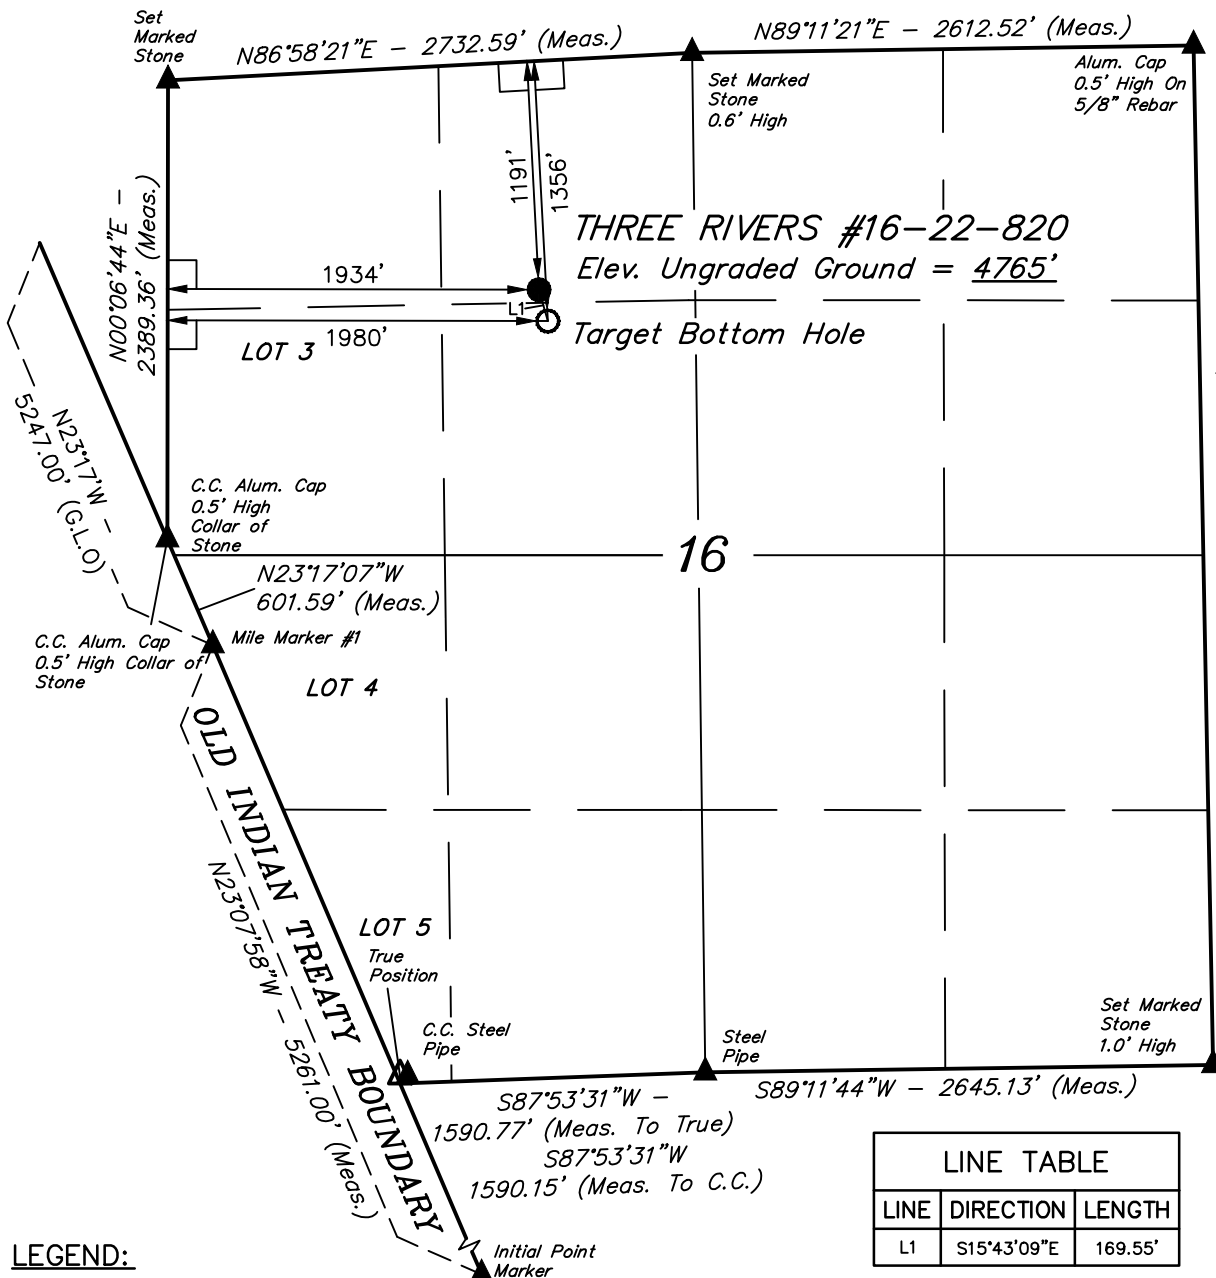 Set
Marked
Stone
N86°58'21"E - 2732.59' (Meas.)
N89°11'21"E - 2612.52' (Meas.)
Set Marked
Stone
0.6' High
Alum. Cap
0.5' High On
5/8" Rebar
N00°06'44"E -
2389.36' (Meas.)
1191'
1356'
THREE RIVERS #16-22-820
Elev. Ungraded Ground = 4765'
1934'
L1
1980'
Target Bottom Hole
LOT 3
N23°17'W -
5247.00' (G.L.O)
C.C. Alum. Cap
0.5' High
Collar of
Stone
16
N23°17'07"W
601.59' (Meas.)
C.C. Alum. Cap
0.5' High Collar of
Stone
Mile Marker #1
LOT 4
OLD INDIAN TREATY BOUNDARY
N23°07'58"W - 5261.00' (Meas.)
LOT 5
True
Position
C.C. Steel
Pipe
Steel
Pipe
Set Marked
Stone
1.0' High
S87°53'31"W -
1590.77' (Meas. To True)
S87°53'31"W
1590.15' (Meas. To C.C.)
S89°11'44"W - 2645.13' (Meas.)
LINE TABLE
LINE DIRECTION LENGTH
L1 S15°43'09"E 169.55'
LEGEND:
Initial Point
Marker